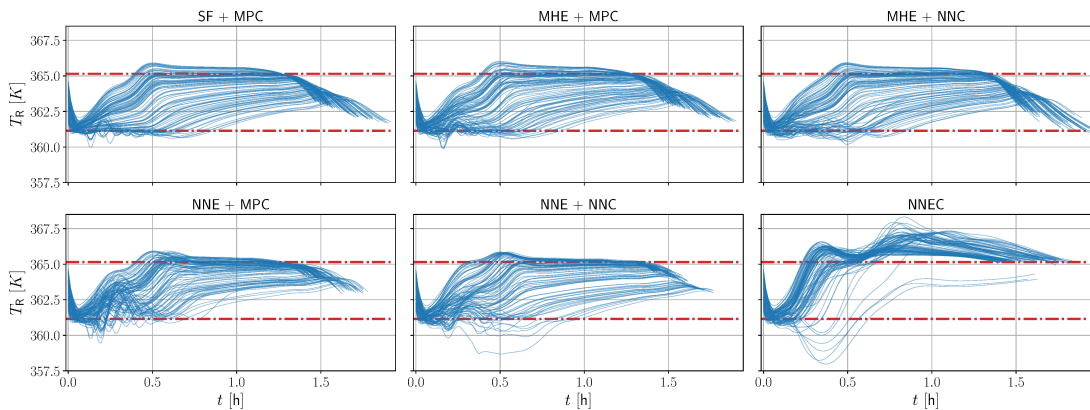 SF + MPC
MHE + MPC
MHE + NNC
T_R [K]
367.5
365.0
362.5
360.0
357.5
NNE + MPC
NNE + NNC
NNEC
T_R [K]
367.5
365.0
362.5
360.0
357.5
0.0 0.5 1.0 1.5
0.0 0.5 1.0 1.5
0.0 0.5 1.0 1.5
t [h]
t [h]
t [h]